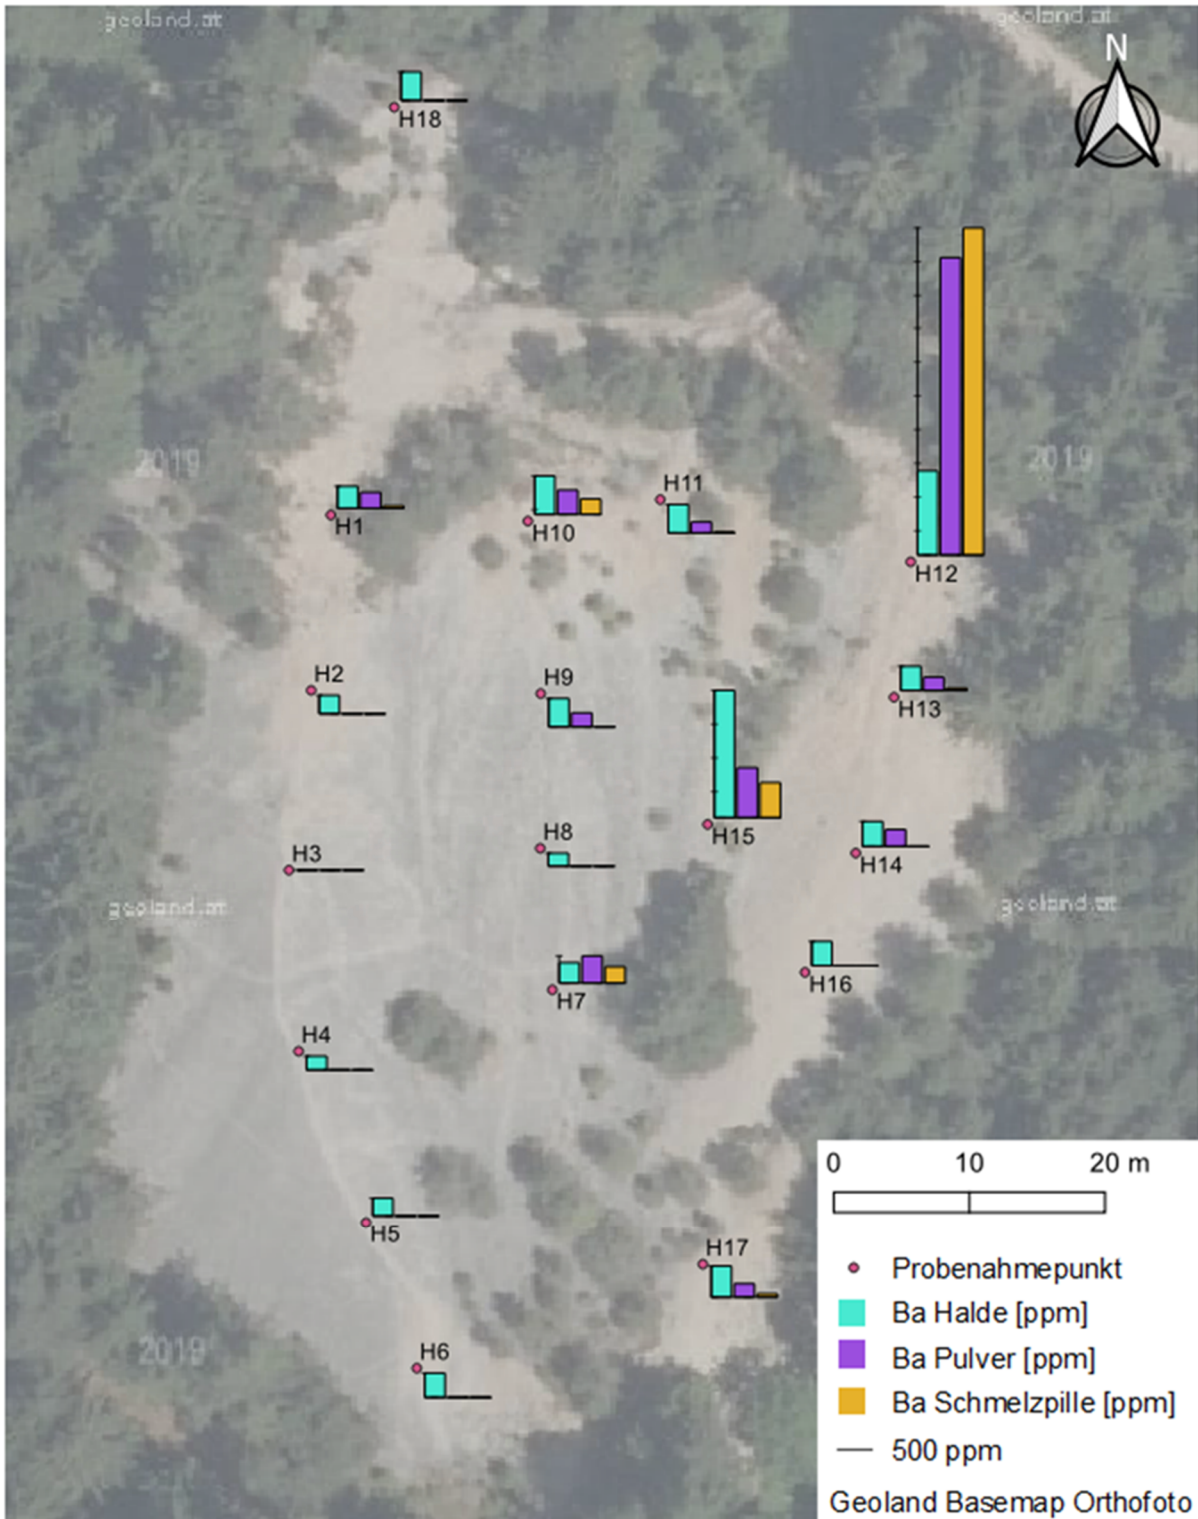 geoland.at
geoland.at
N
H18
2019
2019
H11
H1
H10
H12
H2
H9
H13
H15
H8
H3
H14
geoland.at
geoland.at
H16
H7
H4
0 10 20 m
H5
H17
Probenahmepunkt
Ba Halde [ppm]
2019
H6
Ba Pulver [ppm]
Ba Schmelzpille [ppm]
500 ppm
Geoland Basemap Orthofoto